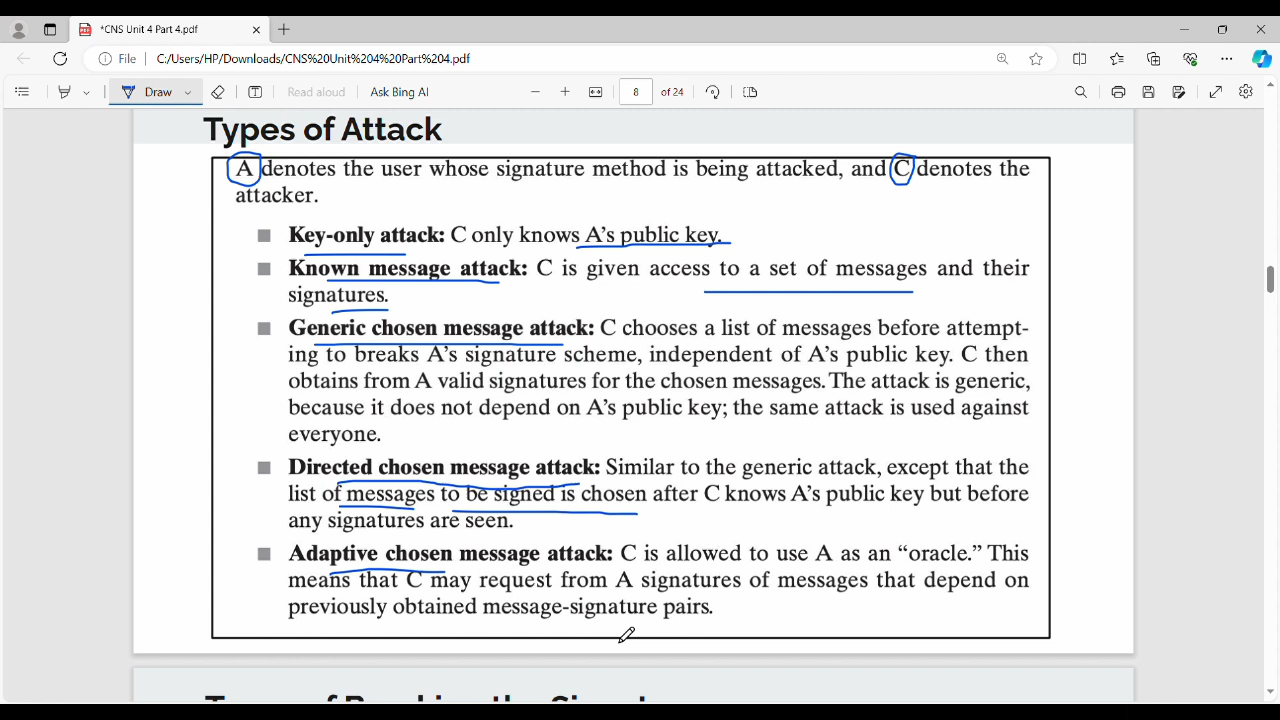 *CNS Unit 4 Part 4.pdf
File
C:/Users/HP/Downloads/CNS%20Unit%204%20Part%204.pdf
Draw
Read aloud
Ask Bing AI
8
of 24
Types of Attack
A denotes the user whose signature method is being attacked, and C denotes the
attacker.
Key-only attack: C only knows A's public key.
Known message attack: C is given access to a set of messages and their
signatures.
Generic chosen message attack: C chooses a list of messages before attempt-
ing to breaks A's signature scheme, independent of A's public key. C then
obtains from A valid signatures for the chosen messages. The attack is generic,
because it does not depend on A's public key; the same attack is used against
everyone.
Directed chosen message attack: Similar to the generic attack, except that the
list of messages to be signed is chosen after C knows A's public key but before
any signatures are seen.
Adaptive chosen message attack: C is allowed to use A as an “oracle.” This
means that C may request from A signatures of messages that depend on
previously obtained message-signature pairs.